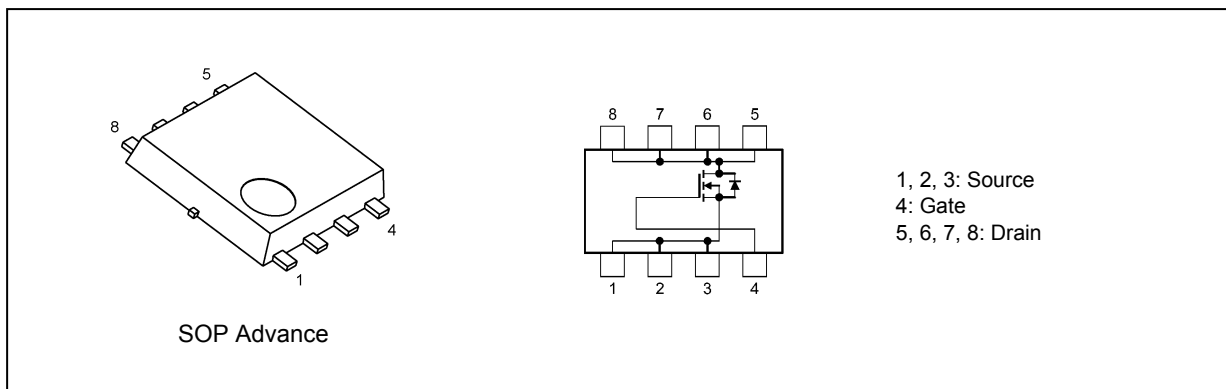 5
8
4
1
SOP Advance
8 7 6 5
1 2 3 4
1, 2, 3: Source
4: Gate
5, 6, 7, 8: Drain